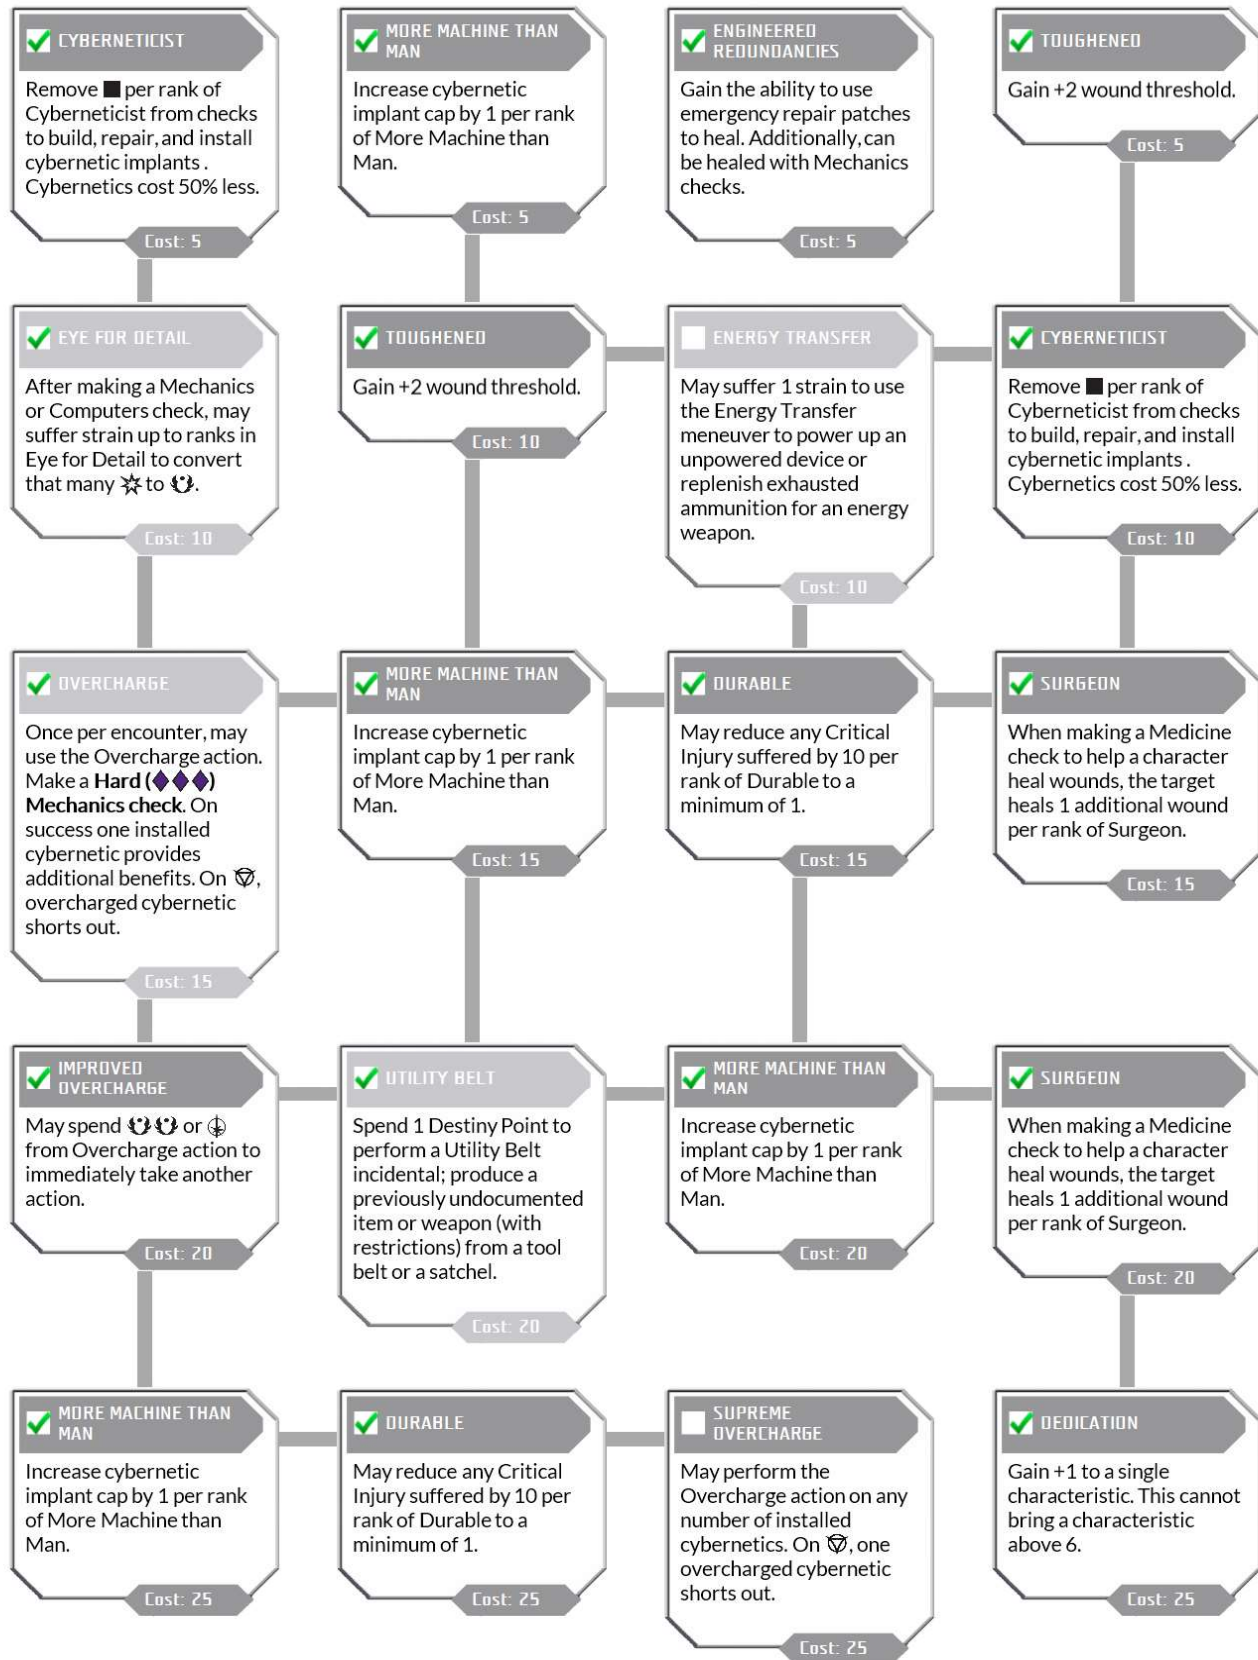 CYBERNETICIST
Remove ■ per rank of
Cyberneticist from checks
to build, repair, and install
cybernetic implants .
Cybernetics cost 50% less.
Cost: 5
MORE MACHINE THAN
MAN
Increase cybernetic
implant cap by 1 per rank
of More Machine than
Man.
Cost: 5
ENGINEERED
REDUNDANCIES
Gain the ability to use
emergency repair patches
to heal. Additionally, can
be healed with Mechanics
checks.
Cost: 5
TOUGHENED
Gain +2 wound threshold.
Cost: 5
EYE FOR DETAIL
After making a Mechanics
or Computers check, may
suffer strain up to ranks in
Eye for Detail to convert
that many to .
Cost: 10
TOUGHENED
Gain +2 wound threshold.
Cost: 10
ENERGY TRANSFER
May suffer 1 strain to use
the Energy Transfer
meneuver to power up an
unpowered device or
replenish exhausted
ammunition for an energy
weapon.
Cost: 10
CYBERNETICIST
Remove ■ per rank of
Cyberneticist from checks
to build, repair, and install
cybernetic implants .
Cybernetics cost 50% less.
Cost: 10
OVERCHARGE
Once per encounter, may
use the Overcharge action.
Make a Hard (◆◆◆)
Mechanics check. On
success one installed
cybernetic provides
additional benefits. On ,
overcharged cybernetic
shorts out.
Cost: 15
MORE MACHINE THAN
MAN
Increase cybernetic
implant cap by 1 per rank
of More Machine than
Man.
Cost: 15
DURABLE
May reduce any Critical
Injury suffered by 10 per
rank of Durable to a
minimum of 1.
Cost: 15
SURGEON
When making a Medicine
check to help a character
heal wounds, the target
heals 1 additional wound
per rank of Surgeon.
Cost: 15
IMPROVED
OVERCHARGE
May spend or
from Overcharge action to
immediately take another
action.
Cost: 20
UTILITY BELT
Spend 1 Destiny Point to
perform a Utility Belt
incidental; produce a
previously undocumented
item or weapon (with
restrictions) from a tool
belt or a satchel.
Cost: 20
MORE MACHINE THAN
MAN
Increase cybernetic
implant cap by 1 per rank
of More Machine than
Man.
Cost: 20
SURGEON
When making a Medicine
check to help a character
heal wounds, the target
heals 1 additional wound
per rank of Surgeon.
Cost: 20
MORE MACHINE THAN
MAN
Increase cybernetic
implant cap by 1 per rank
of More Machine than
Man.
Cost: 25
DURABLE
May reduce any Critical
Injury suffered by 10 per
rank of Durable to a
minimum of 1.
Cost: 25
SUPREME
OVERCHARGE
May perform the
Overcharge action on any
number of installed
cybernetics. On , one
overcharged cybernetic
shorts out.
Cost: 25
DEDICATION
Gain +1 to a single
characteristic. This cannot
bring a characteristic
above 6.
Cost: 25